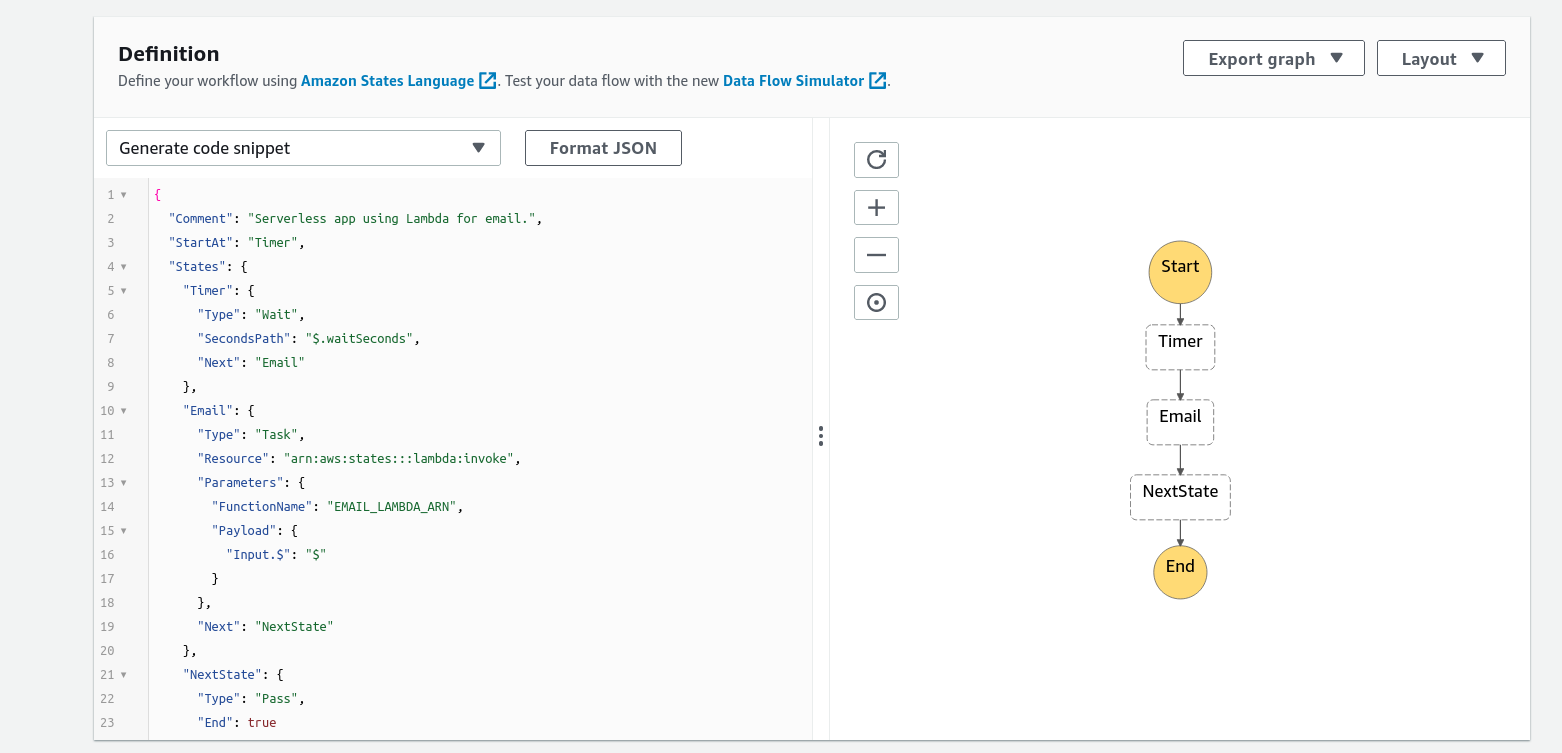 Definition
Define your workflow using Amazon States Language . Test your data flow with the new Data Flow Simulator .
Export graph
Layout
Generate code snippet
Format JSON
1 {
2 "Comment": "Serverless app using Lambda for email.",
3 "StartAt": "Timer",
4 "States": {
5 "Timer": {
6 "Type": "Wait",
7 "SecondsPath": "$.waitSeconds",
8 "Next": "Email"
9 },
10 "Email": {
11 "Type": "Task",
12 "Resource": "arn:aws:states:::lambda:invoke",
13 "Parameters": {
14 "FunctionName": "EMAIL_LAMBDA_ARN",
15 "Payload": {
16 "Input.$": "$"
17 }
18 },
19 "Next": "NextState"
20 },
21 "NextState": {
22 "Type": "Pass",
23 "End": true
Start
Timer
Email
NextState
End